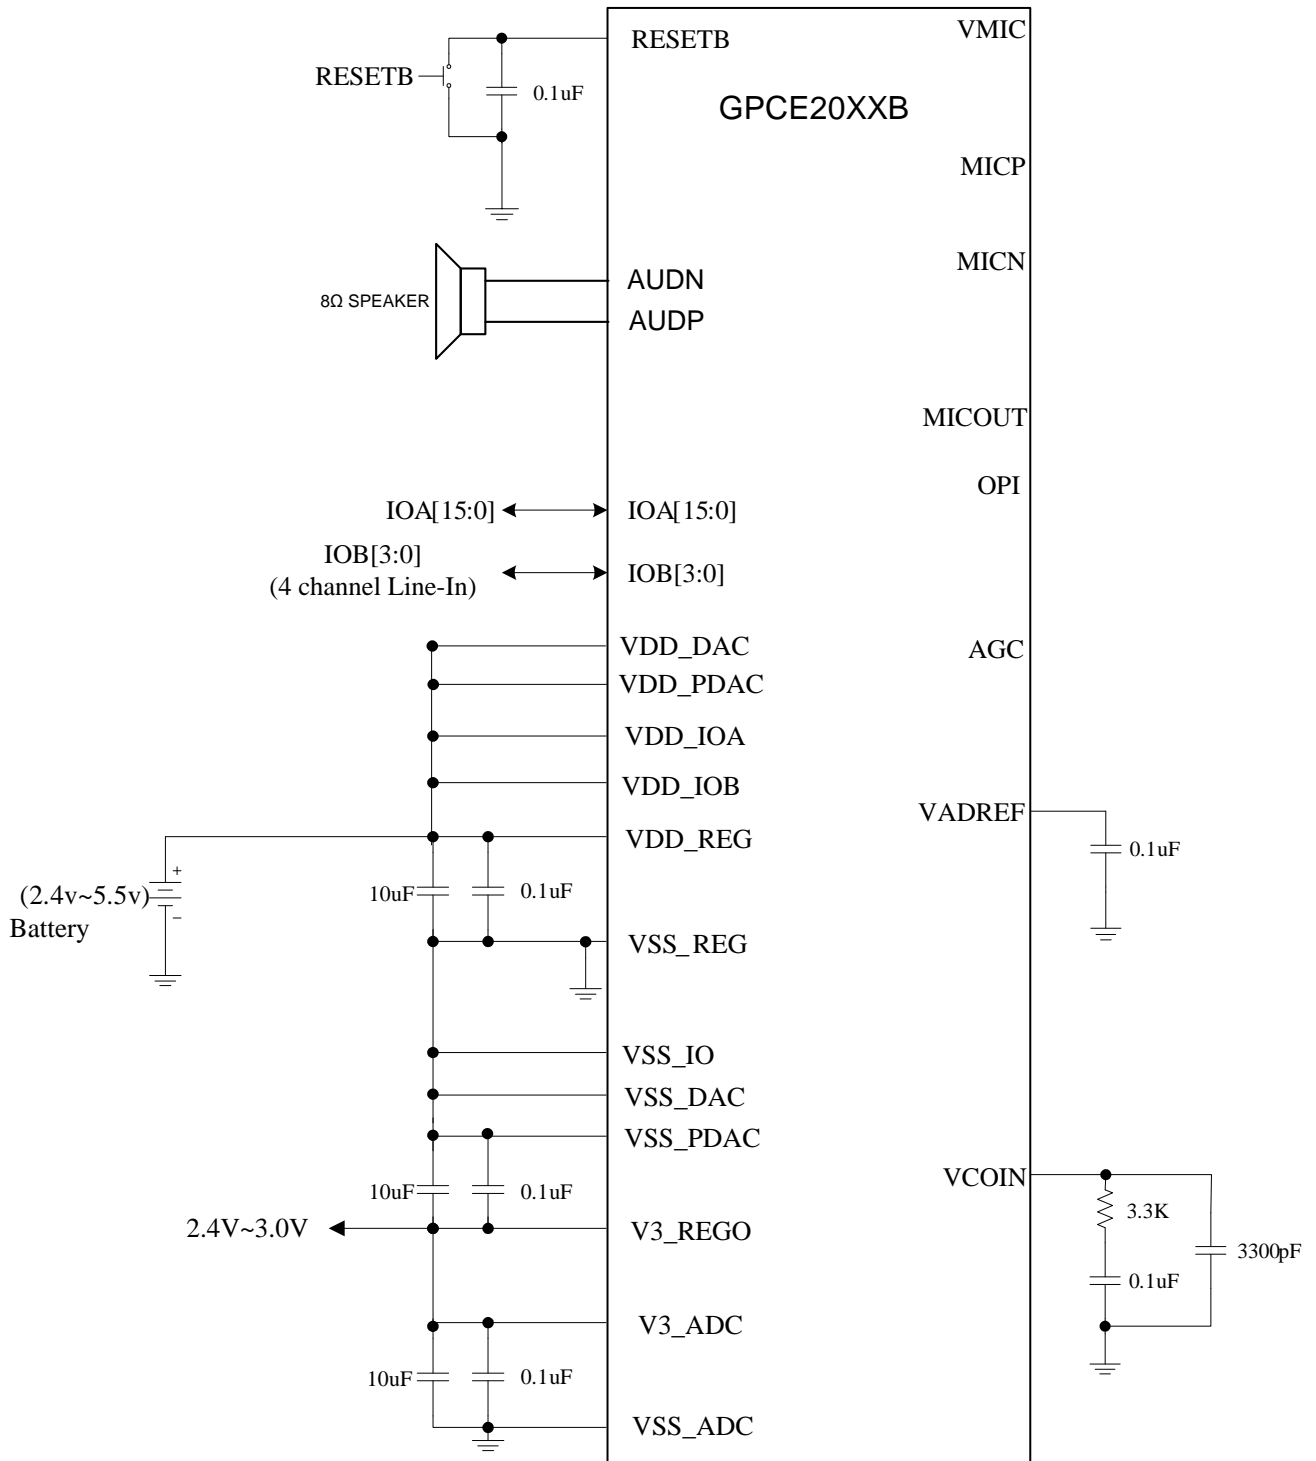 RESETB
VMIC
RESETB
0.1uF
GPCE20XXB
MICP
MICN
8Ω SPEAKER
AUDN
AUDP
MICOUT
OPI
IOA[15:0]
IOA[15:0]
IOB[3:0]
(4 channel Line-In)
IOB[3:0]
VDD_DAC
AGC
VDD_PDAC
VDD_IOA
VDD_IOB
VADREF
VDD_REG
0.1uF
+
(2.4v~5.5v)
Battery
–
10uF
0.1uF
VSS_REG
VSS_IO
VSS_DAC
VSS_PDAC
VCOIN
10uF
0.1uF
3.3K
2.4V~3.0V
V3_REGO
3300pF
0.1uF
V3_ADC
10uF
0.1uF
VSS_ADC